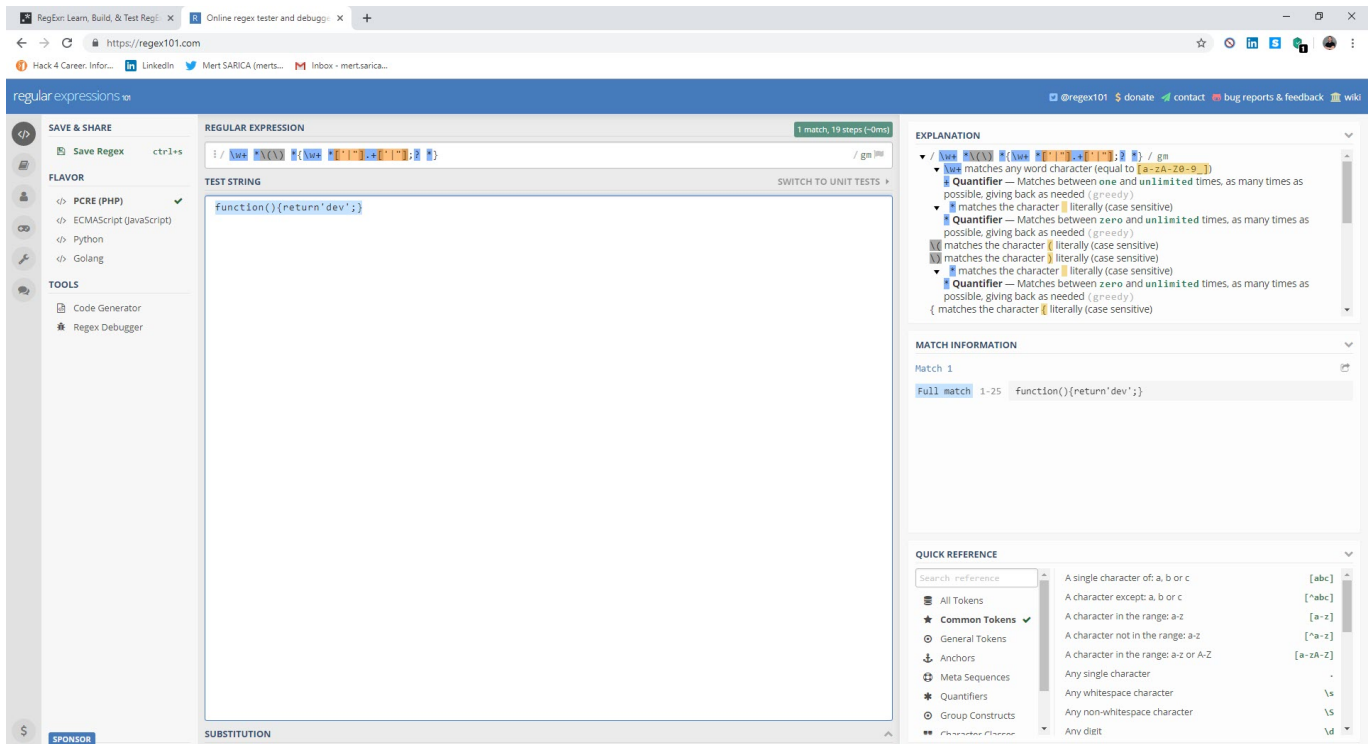 RegExr: Learn, Build, & Test RegE
Online regex tester and debugge
https://regex101.com
Hack 4 Career. Infor...
LinkedIn
Mert SARICA (merts...
Inbox - mert.sarica...
regular expressions 101
@regex101
$ donate
contact
bug reports & feedback
wiki
SAVE & SHARE
Save Regex ctrl+s
FLAVOR
</> PCRE (PHP)
</> ECMAScript (JavaScript)
</> Python
</> Golang
TOOLS
Code Generator
Regex Debugger
$
SPONSOR
REGULAR EXPRESSION
1 match, 19 steps (~0ms)
/ \w+ *\(\) *{\w+ *['|"].+['|"];? *}
/ gm
TEST STRING
SWITCH TO UNIT TESTS
function(){return'dev';}
SUBSTITUTION
EXPLANATION
/ \w+ *\(\) *{\w+ *['|"].+['|"];? *} / gm
\w+ matches any word character (equal to [a-zA-Z0-9_])
+ Quantifier — Matches between one and unlimited times, as many times as
possible, giving back as needed (greedy)
* matches the character literally (case sensitive)
* Quantifier — Matches between zero and unlimited times, as many times as
possible, giving back as needed (greedy)
\( matches the character ( literally (case sensitive)
\) matches the character ) literally (case sensitive)
* matches the character literally (case sensitive)
* Quantifier — Matches between zero and unlimited times, as many times as
possible, giving back as needed (greedy)
{ matches the character { literally (case sensitive)
MATCH INFORMATION
Match 1
Full match 1-25 function(){return'dev';}
QUICK REFERENCE
Search reference
All Tokens
Common Tokens
General Tokens
Anchors
Meta Sequences
Quantifiers
Group Constructs
Character Classes
A single character of: a, b or c [abc]
A character except: a, b or c [^abc]
A character in the range: a-z [a-z]
A character not in the range: a-z [^a-z]
A character in the range: a-z or A-Z [a-zA-Z]
Any single character .
Any whitespace character \s
Any non-whitespace character \S
Any digit \d